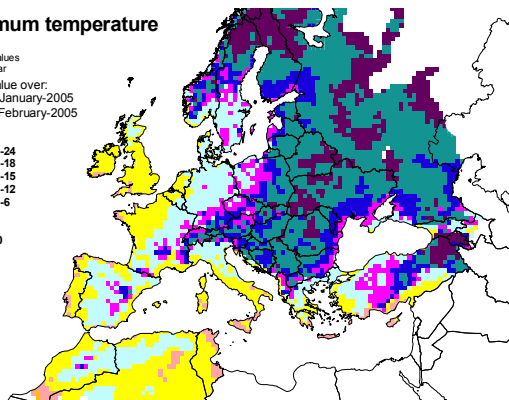 mum temperature
alues
ar
alue over:
January-2005
February-2005
-24
-18
-15
-12
-6
0